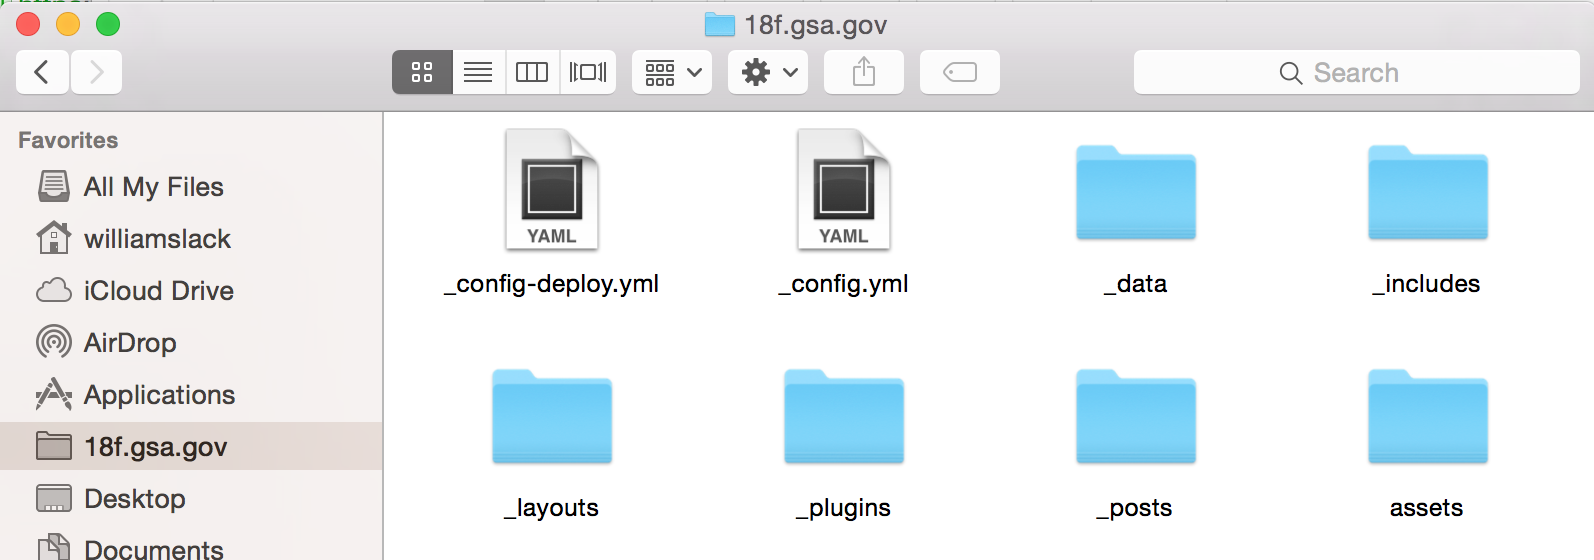 18f.gsa.gov
Search
Favorites
All My Files
williamslack
iCloud Drive
AirDrop
Applications
18f.gsa.gov
Desktop
Documents
YAML
YAML
_config-deploy.yml
_config.yml
_data
_includes
_layouts
_plugins
_posts
assets